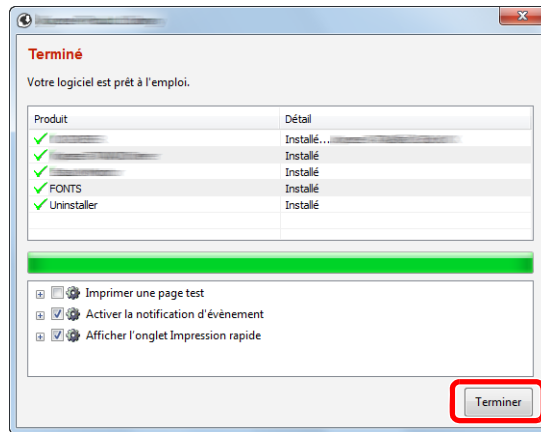 Terminé
Votre logiciel est prêt à l'emploi.
Produit Détail
Installé...
Installé
Installé
FONTS Installé
Uninstaller Installé
Imprimer une page test
Activer la notification d'évènement
Afficher l'onglet Impression rapide
Terminer